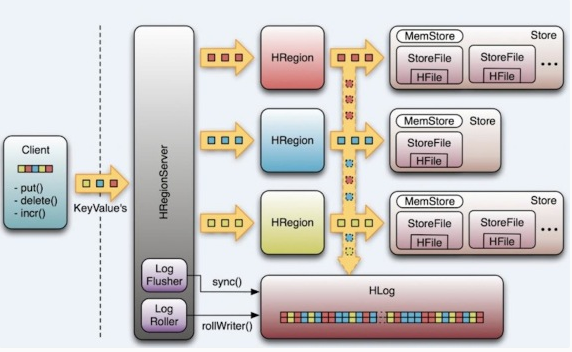 Client
- put()
- delete()
- incr()
KeyValue's
HRegionServer
Log
Flusher
Log
Roller
sync()
rollWriter()
HRegion
MemStore
Store
StoreFile
HFile
StoreFile
HFile
...
HRegion
MemStore
Store
StoreFile
HFile
HRegion
MemStore
Store
StoreFile
HFile
StoreFile
HFile
...
HLog